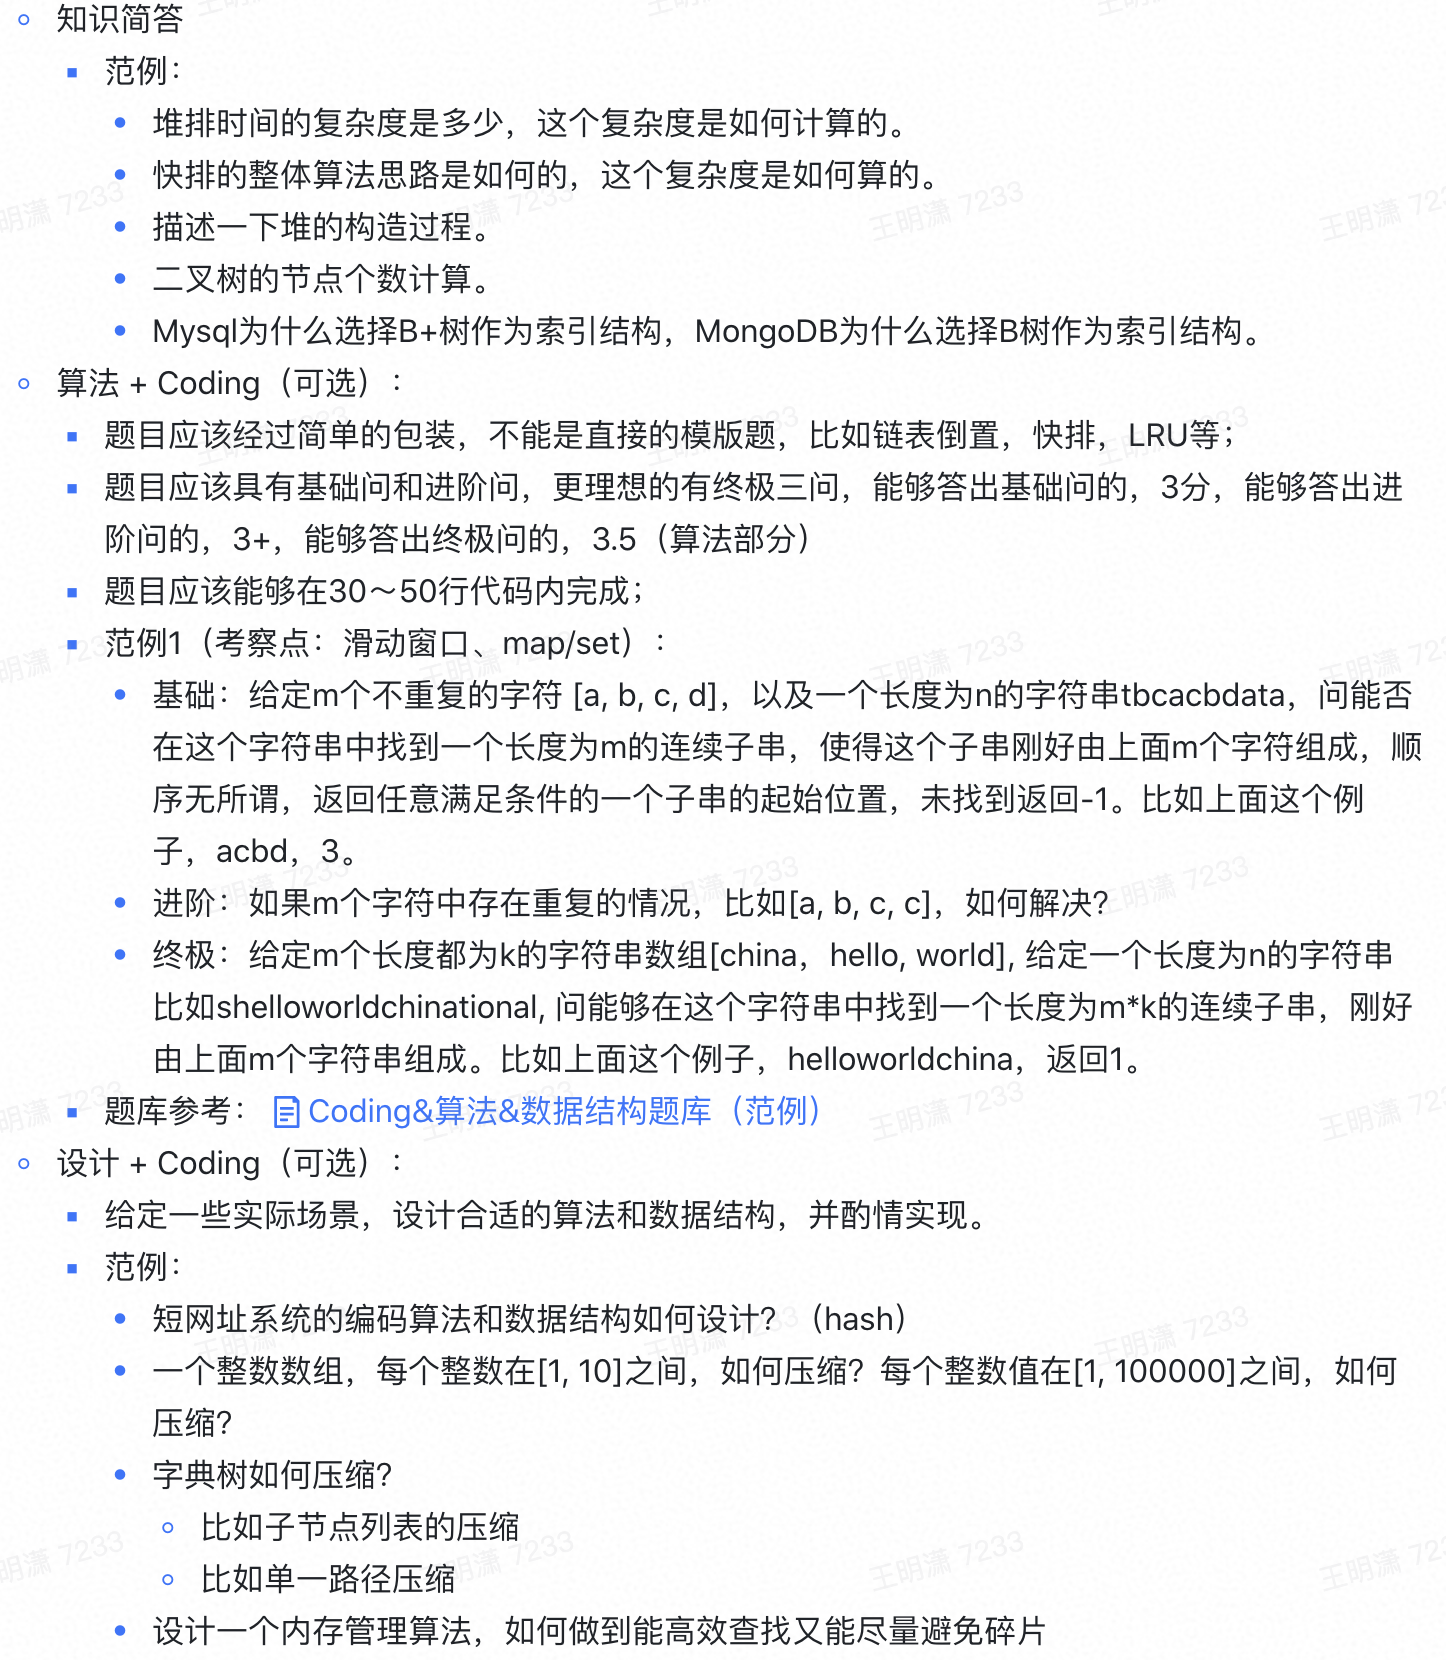 知识简答
范例：
堆排时间的复杂度是多少，这个复杂度是如何计算的。
快排的整体算法思路是如何的，这个复杂度是如何算的。
描述一下堆的构造过程。
二叉树的节点个数计算。
Mysql为什么选择B+树作为索引结构，MongoDB为什么选择B树作为索引结构。
算法 + Coding（可选）：
题目应该经过简单的包装，不能是直接的模版题，比如链表倒置，快排，LRU等；
题目应该具有基础问和进阶问，更理想的有终极三问，能够答出基础问的，3分，能够答出进
阶问的，3+，能够答出终极问的，3.5（算法部分）
题目应该能够在30～50行代码内完成；
范例1（考察点：滑动窗口、map/set）：
基础：给定m个不重复的字符 [a, b, c, d]，以及一个长度为n的字符串tbcacbdata，问能否
在这个字符串中找到一个长度为m的连续子串，使得这个子串刚好由上面m个字符组成，顺
序无所谓，返回任意满足条件的一个子串的起始位置，未找到返回-1。比如上面这个例
子，acbd，3。
进阶：如果m个字符中存在重复的情况，比如[a, b, c, c]，如何解决？
终极：给定m个长度都为k的字符串数组[china，hello, world], 给定一个长度为n的字符串
比如shelloworldchinational, 问能够在这个字符串中找到一个长度为m*k的连续子串，刚好
由上面m个字符串组成。比如上面这个例子，helloworldchina，返回1。
题库参考： Coding&算法&数据结构题库（范例）
设计 + Coding（可选）：
给定一些实际场景，设计合适的算法和数据结构，并酌情实现。
范例：
短网址系统的编码算法和数据结构如何设计？（hash）
一个整数数组，每个整数在[1, 10]之间，如何压缩？每个整数值在[1, 100000]之间，如何
压缩?
字典树如何压缩?
比如子节点列表的压缩
比如单一路径压缩
设计一个内存管理算法，如何做到能高效查找又能尽量避免碎片
王明潇 7233